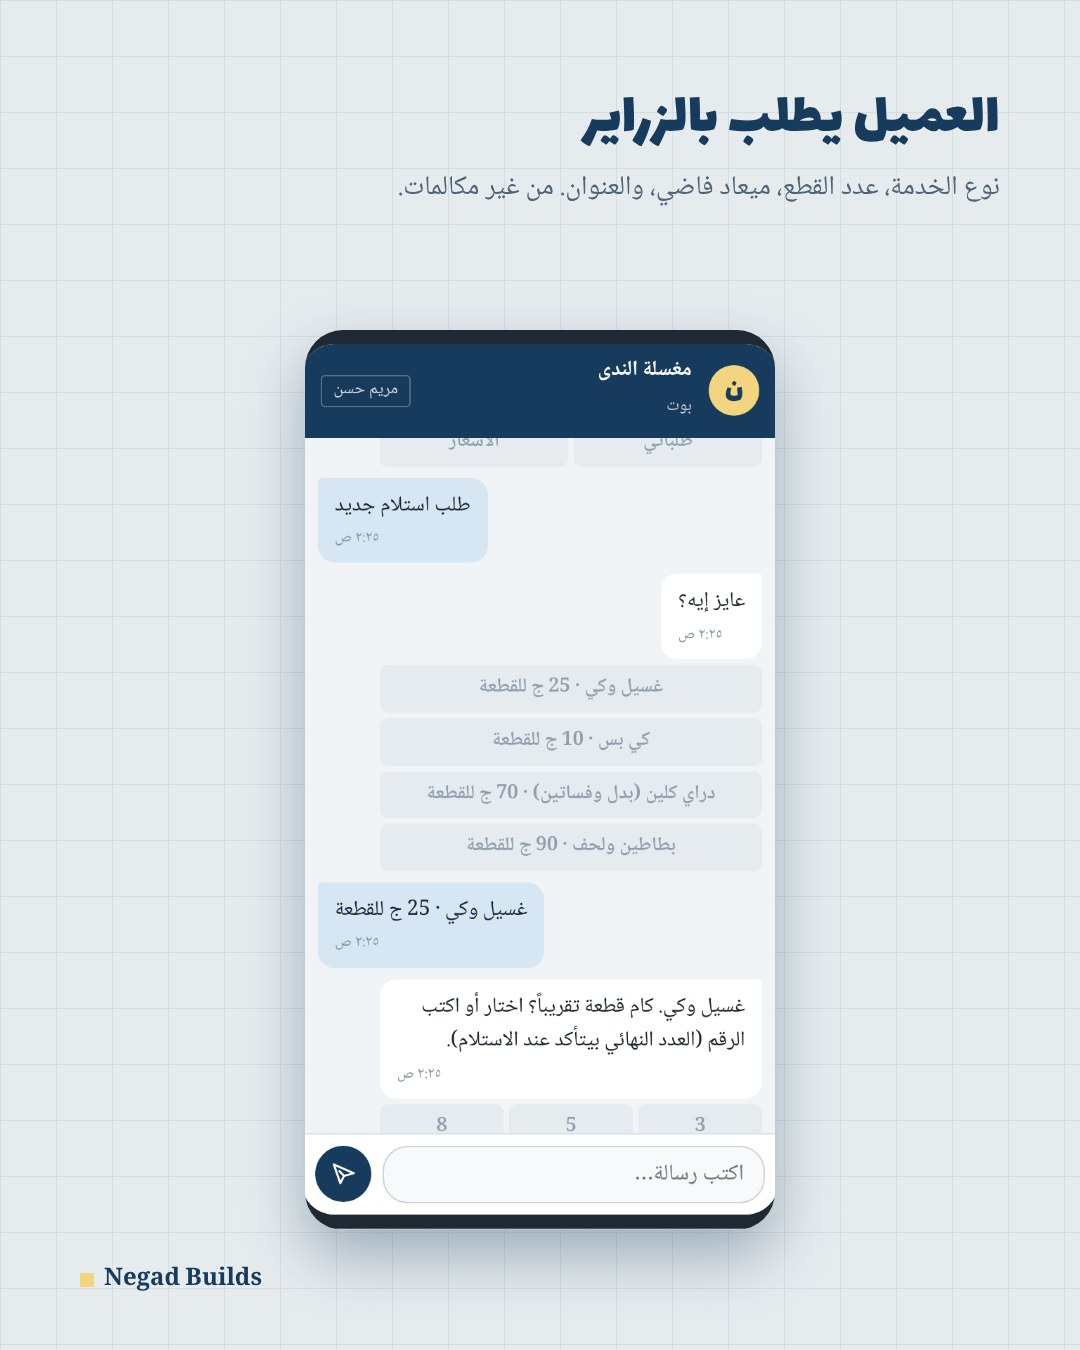 العميل يطلب بالزراير
نوع الخدمة، عدد القطع، ميعاد فاضي، والعنوان. من غير مكالمات.
ن
مغسلة الندى
بوت
مريم حسن
طلباتي
الأسعار
طلب استلام جديد
٢:٢٥ ص
عايز إيه؟
٢:٢٥ ص
غسيل وكي · 25 ج للقطعة
كي بس · 10 ج للقطعة
دراي كلين (بدل وفساتين) · 70 ج للقطعة
بطاطين ولحف · 90 ج للقطعة
غسيل وكي · 25 ج للقطعة
٢:٢٥ ص
غسيل وكي. كام قطعة تقريباً؟ اختار أو اكتب
الرقم (العدد النهائي بيتأكد عند الاستلام).
٢:٢٥ ص
3
5
8
اكتب رسالة...
Negad Builds